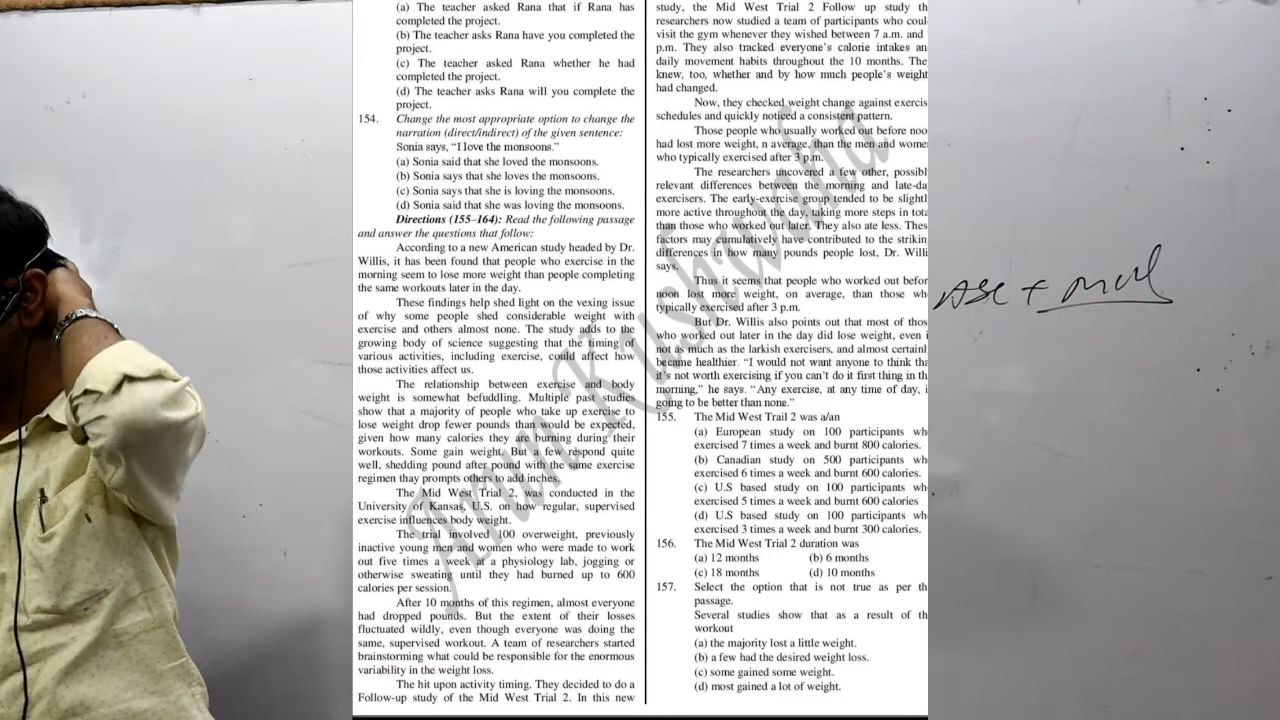 (a) The teacher asked Rana that if Rana has
completed the project.
(b) The teacher asks Rana have you completed the
project.
(c) The teacher asked Rana whether he had
completed the project.
(d) The teacher asks Rana will you complete the
project.
154. Change the most appropriate option to change the
narration (direct/indirect) of the given sentence:
Sonia says, “I love the monsoons.”
(a) Sonia said that she loved the monsoons.
(b) Sonia says that she loves the monsoons.
(c) Sonia says that she is loving the monsoons.
(d) Sonia said that she was loving the monsoons.
Directions (155–164): Read the following passage
and answer the questions that follow:
According to a new American study headed by Dr.
Willis, it has been found that people who exercise in the
morning seem to lose more weight than people completing
the same workouts later in the day.
These findings help shed light on the vexing issue
of why some people shed considerable weight with
exercise and others almost none. The study adds to the
growing body of science suggesting that the timing of
various activities, including exercise, could affect how
those activities affect us.
The relationship between exercise and body
weight is somewhat befuddling. Multiple past studies
show that a majority of people who take up exercise to
lose weight drop fewer pounds than would be expected,
given how many calories they are burning during their
workouts. Some gain weight. But a few respond quite
well, shedding pound after pound with the same exercise
regimen thay prompts others to add inches.
The Mid West Trial 2, was conducted in the
University of Kansas, U.S. on how regular, supervised
exercise influences body weight.
The trial involved 100 overweight, previously
inactive young men and women who were made to work
out five times a week at a physiology lab, jogging or
otherwise sweating until they had burned up to 600
calories per session.
After 10 months of this regimen, almost everyone
had dropped pounds. But the extent of their losses
fluctuated wildly, even though everyone was doing the
same, supervised workout. A team of researchers started
brainstorming what could be responsible for the enormous
variability in the weight loss.
The hit upon activity timing. They decided to do a
Follow-up study of the Mid West Trial 2. In this new
study, the Mid West Trial 2 Follow up study th
researchers now studied a team of participants who coul
visit the gym whenever they wished between 7 a.m. and
p.m. They also tracked everyone’s calorie intakes an
daily movement habits throughout the 10 months. The
knew, too, whether and by how much people’s weight
had changed.
Now, they checked weight change against exercis
schedules and quickly noticed a consistent pattern.
Those people who usually worked out before noo
had lost more weight, n average, than the men and wome
who typically exercised after 3 p.m.
The researchers uncovered a few other, possibl
relevant differences between the morning and late-da
exercisers. The early-exercise group tended to be slightl
more active throughout the day, taking more steps in tota
than those who worked out later. They also ate less. Thes
factors may cumulatively have contributed to the strikin
differences in how many pounds people lost, Dr. Willi
says.
Thus it seems that people who worked out befor
noon lost more weight, on average, than those wh
typically exercised after 3 p.m.
But Dr. Willis also points out that most of thos
who worked out later in the day did lose weight, even i
not as much as the larkish exercisers, and almost certainl
became healthier. “I would not want anyone to think tha
it’s not worth exercising if you can’t do it first thing in th
morning,” he says. “Any exercise, at any time of day, i
going to be better than none.”
155. The Mid West Trail 2 was a/an
(a) European study on 100 participants wh
exercised 7 times a week and burnt 800 calories.
(b) Canadian study on 500 participants wh
exercised 6 times a week and burnt 600 calories.
(c) U.S based study on 100 participants wh
exercised 5 times a week and burnt 600 calories
(d) U.S based study on 100 participants wh
exercised 3 times a week and burnt 300 calories.
156. The Mid West Trial 2 duration was
(a) 12 months (b) 6 months
(c) 18 months (d) 10 months
157. Select the option that is not true as per th
passage.
Several studies show that as a result of th
workout
(a) the majority lost a little weight.
(b) a few had the desired weight loss.
(c) some gained some weight.
(d) most gained a lot of weight.
Arun Kushwaha